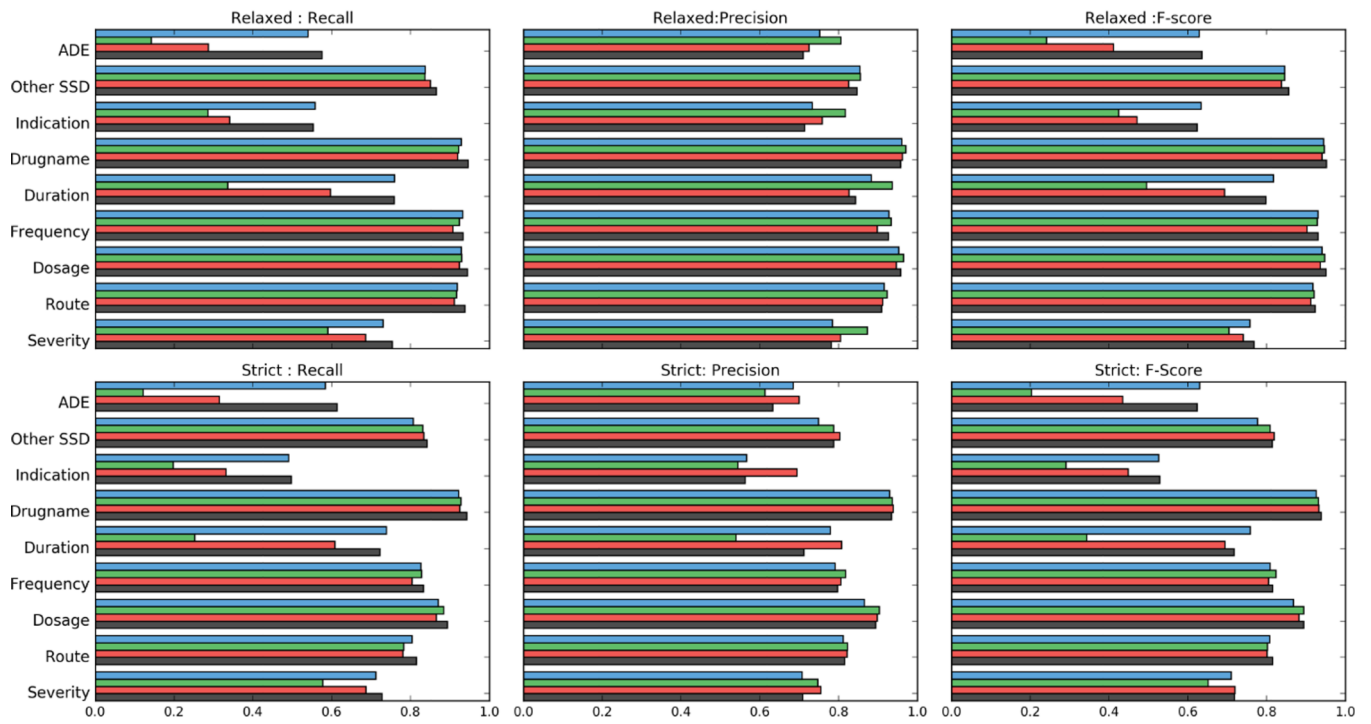 Relaxed : Recall
Relaxed:Precision
Relaxed :F-score
ADE
Other SSD
Indication
Drugname
Duration
Frequency
Dosage
Route
Severity
Strict : Recall
Strict: Precision
Strict: F-Score
ADE
Other SSD
Indication
Drugname
Duration
Frequency
Dosage
Route
Severity
0.0 0.2 0.4 0.6 0.8 1.0
0.0 0.2 0.4 0.6 0.8 1.0
0.0 0.2 0.4 0.6 0.8 1.0